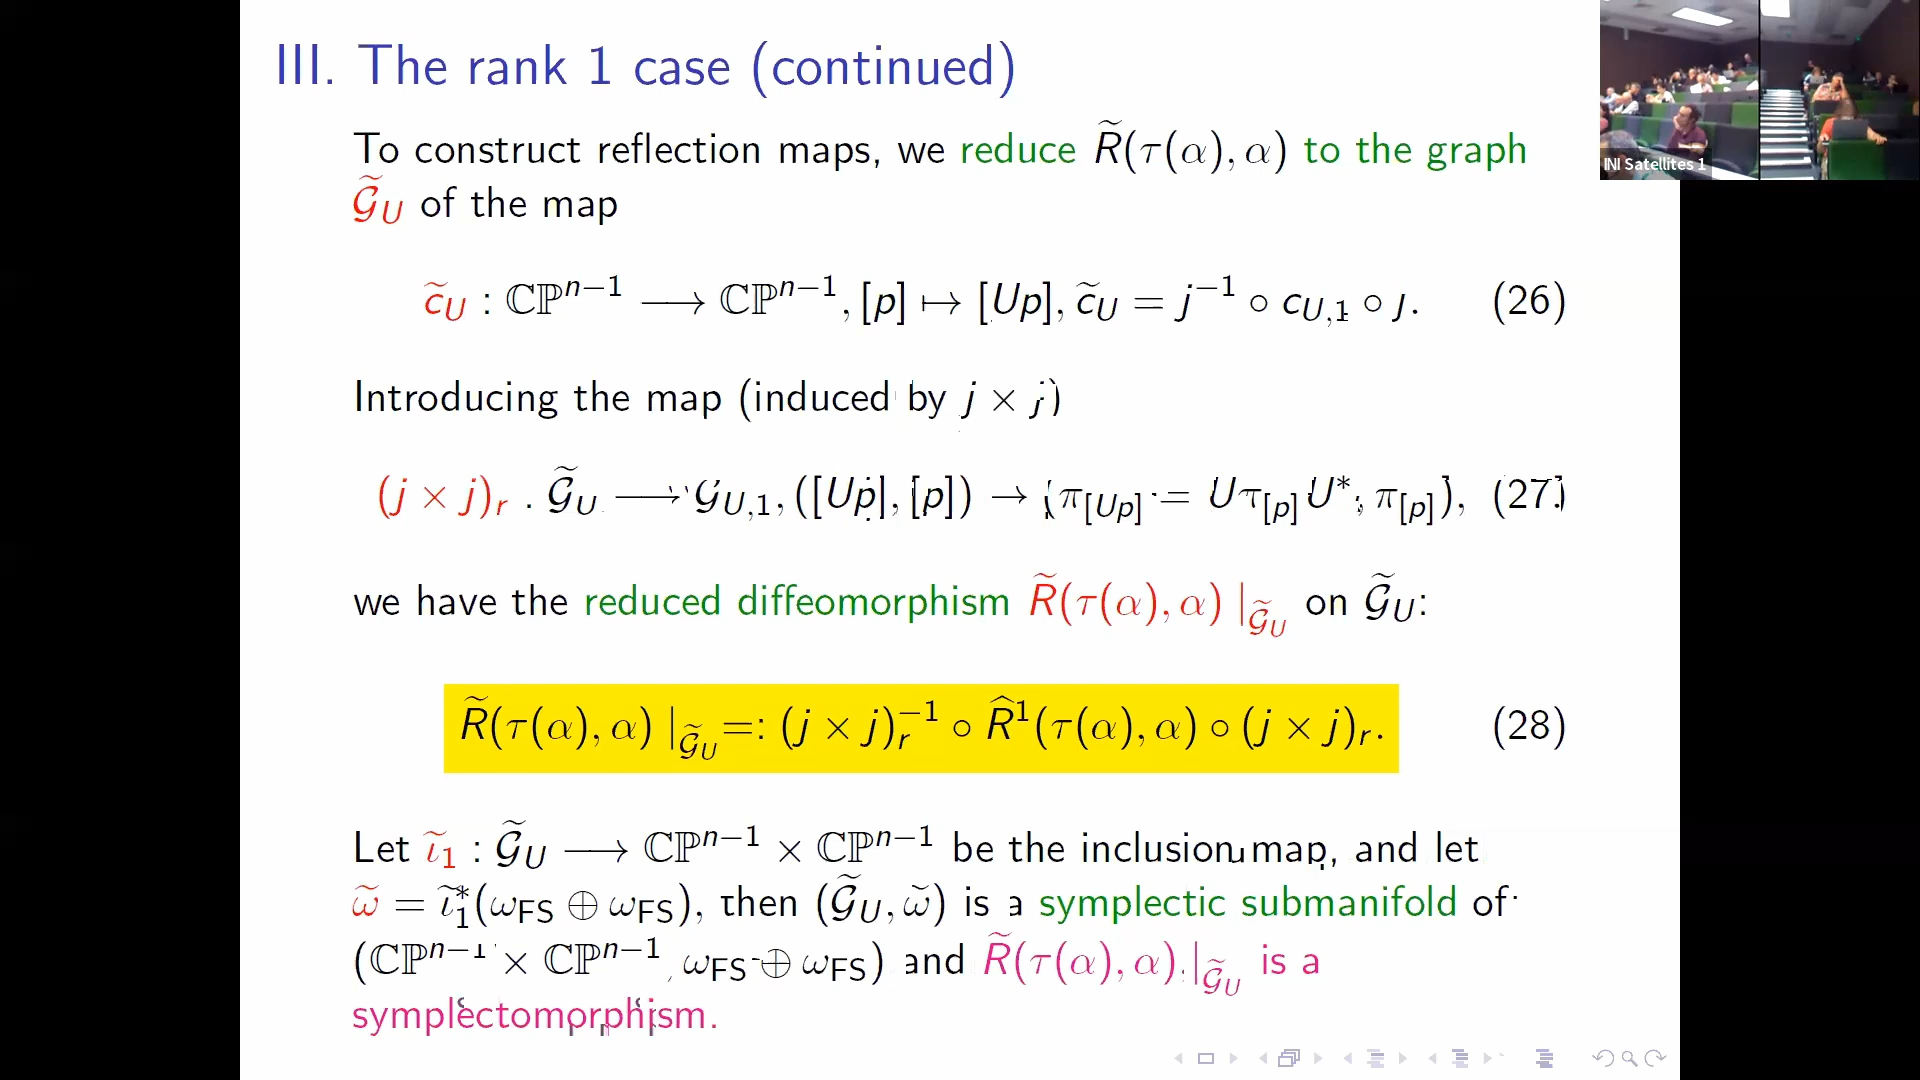 III. The rank 1 case (continued)
To construct reflection maps, we reduce R̃(τ(α), α) to the graph
𝒢̃_U of the map
c̃_U : ℂℙ^{n−1} ⟶ ℂℙ^{n−1}, [p] ↦ [Up], c̃_U = j^{−1} ∘ c_{U,1} ∘ j. (26)
Introducing the map (induced by j × j)
(j × j)_r : 𝒢̃_U ⟶ 𝒢_{U,1}, ([Up], [p]) → (π_{[Up]} = Uπ_{[p]}U*, π_{[p]}), (27)
we have the reduced diffeomorphism R̃(τ(α), α) |_{𝒢̃_U} on 𝒢̃_U:
R̃(τ(α), α) |_{𝒢̃_U} =: (j × j)_r^{−1} ∘ R̂^1(τ(α), α) ∘ (j × j)_r. (28)
Let ι̃_1 : 𝒢̃_U ⟶ ℂℙ^{n−1} × ℂℙ^{n−1} be the inclusion map, and let
ω̃ = ι̃_1^*(ω_FS ⊕ ω_FS), then (𝒢̃_U, ω̃) is a symplectic submanifold of
(ℂℙ^{n−1} × ℂℙ^{n−1}, ω_FS ⊕ ω_FS) and R̃(τ(α), α) |_{𝒢̃_U} is a
symplectomorphism.
INI Satellites 1